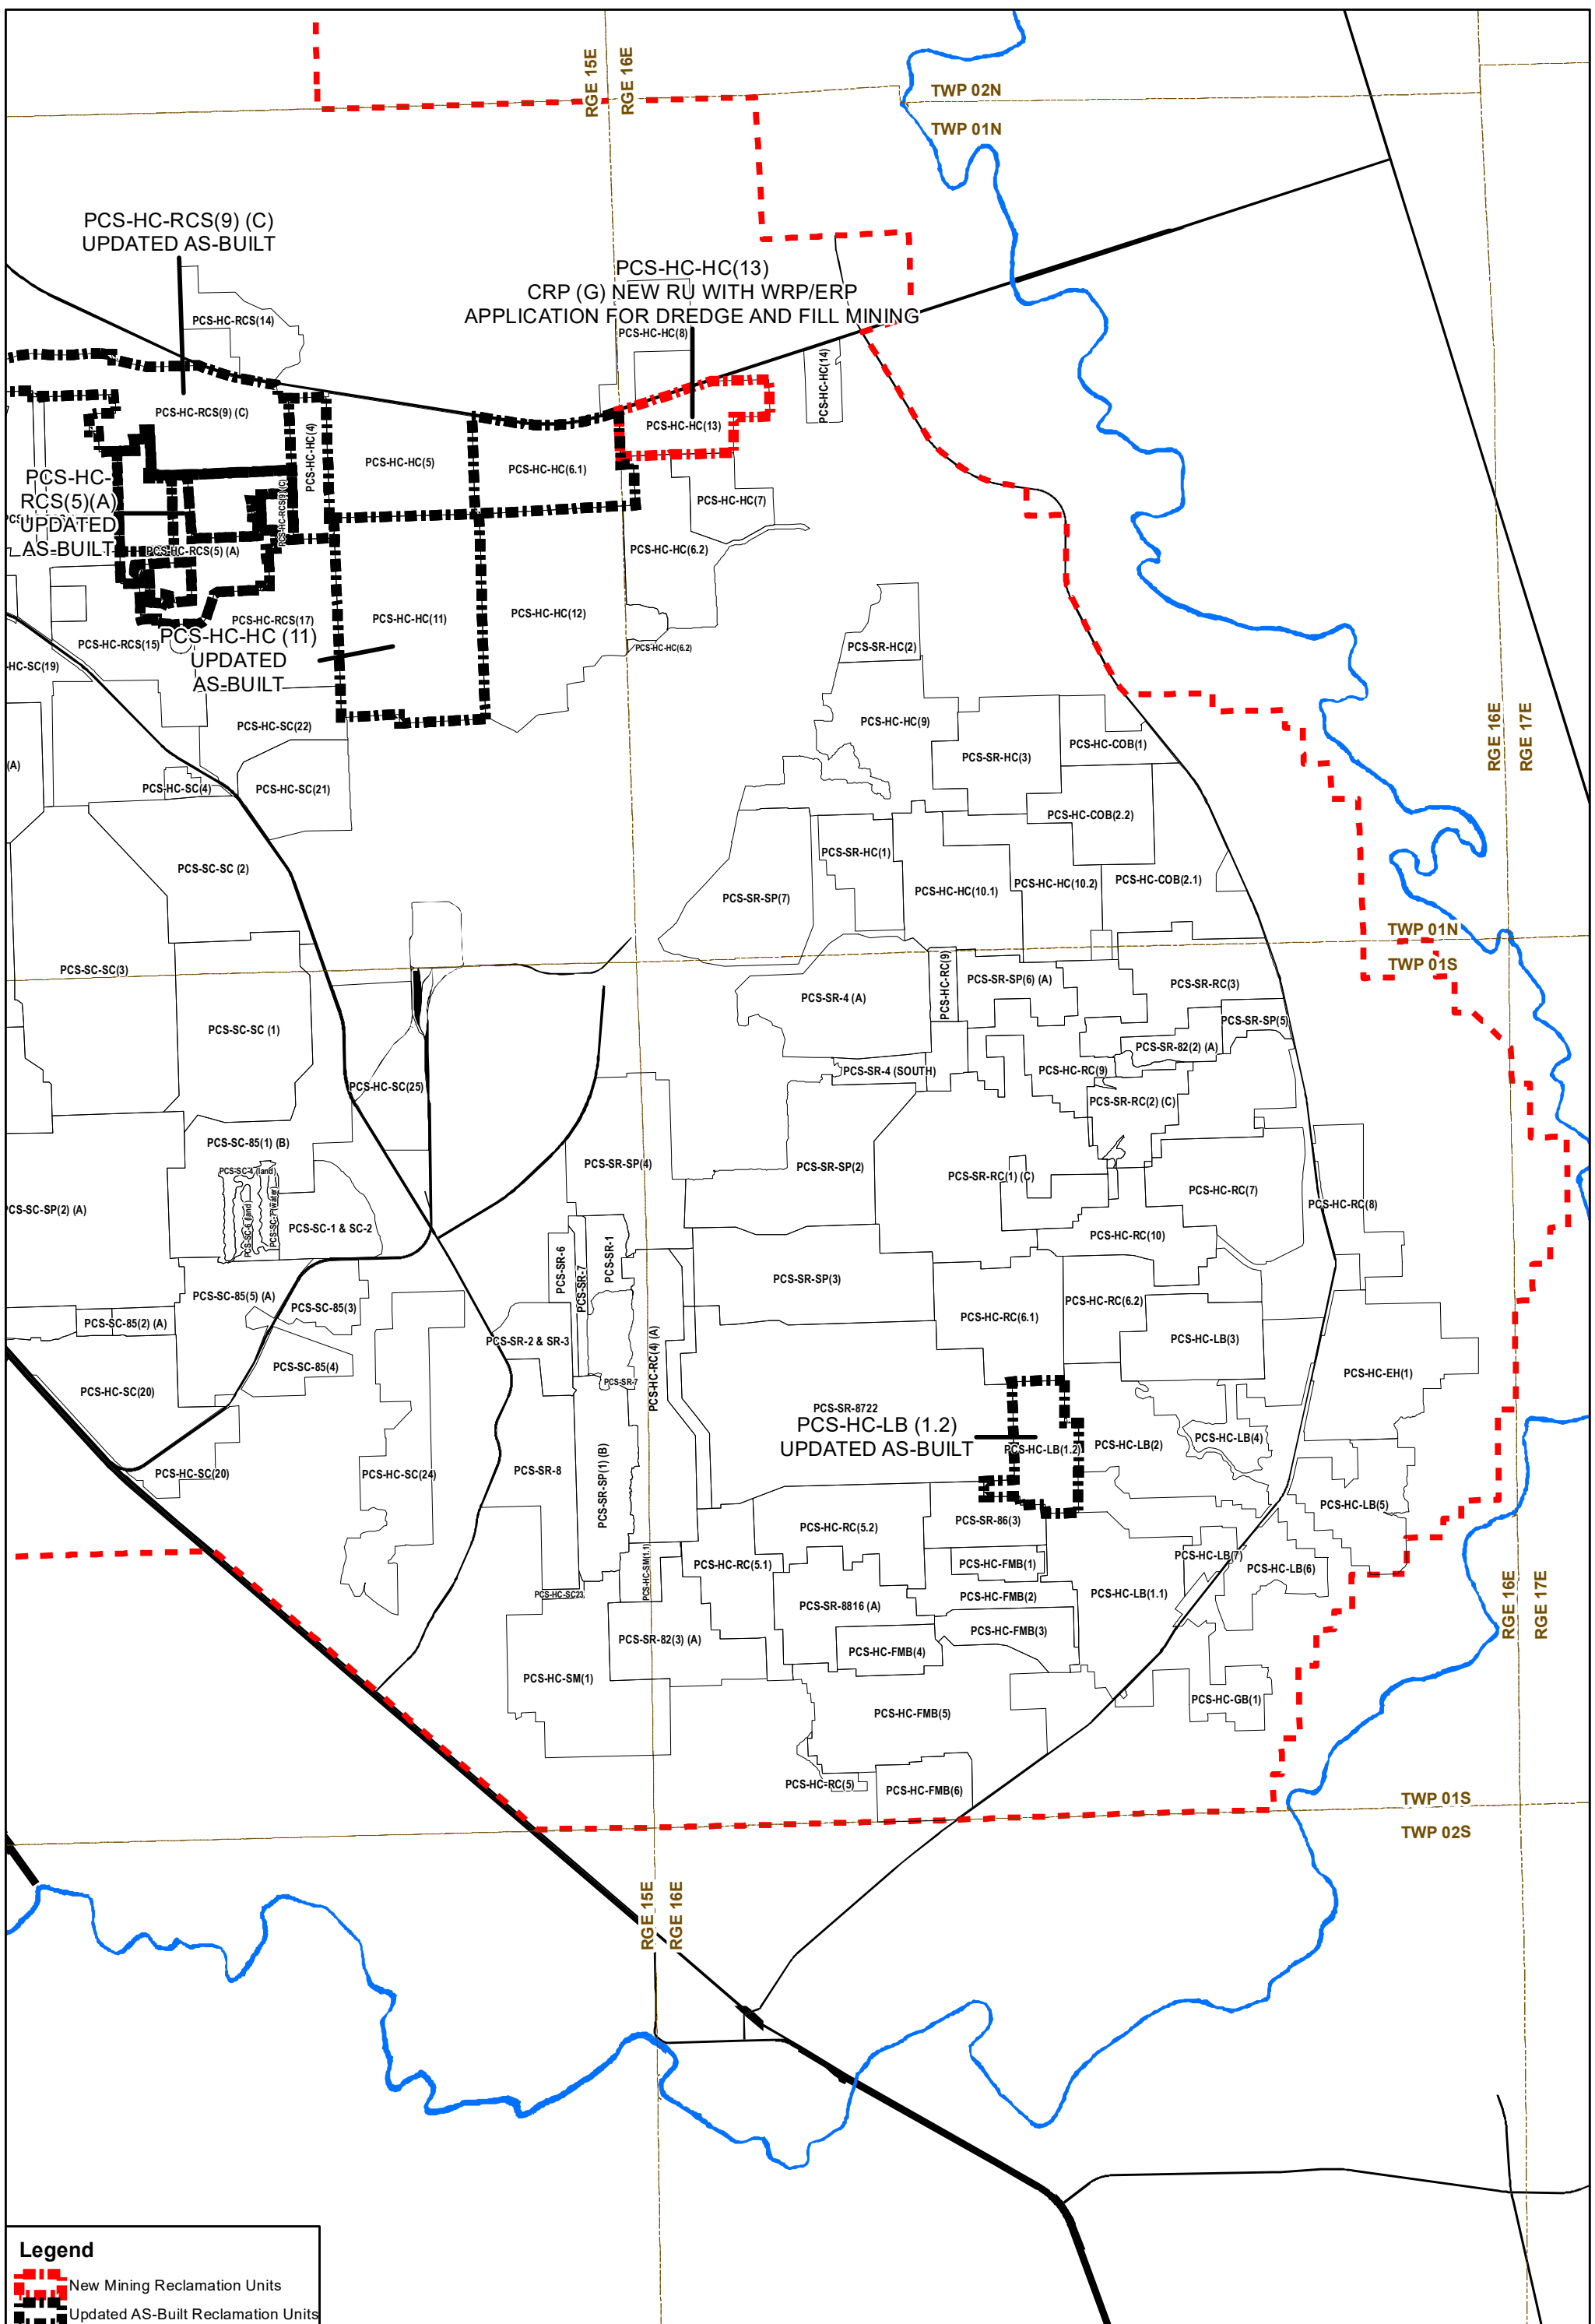 RGE 15E
RGE 16E
TWP 02N
TWP 01N
PCS-HC-RCS(9) (C)
UPDATED AS-BUILT
PCS-HC-HC(13)
CRP (G) NEW RU WITH WRP/ERP
APPLICATION FOR DREDGE AND FILL MINING
PCS-HC-RCS(14)
PCS-HC-HC(8)
PCS-HC-HC(14)
PCS-HC-RCS(9) (C)
PCS-HC-HC(4)
PCS-HC-HC(13)
PCS-HC-HC(5)
PCS-HC-HC(6.1)
PCS-HC-
RCS(5)(A)
UPDATED
AS-BUILT
PCS-HC-RCS(9)(C)
PCS-HC-HC(7)
PCS-HC-RCS(5) (A)
PCS-HC-HC(6.2)
PCS-HC-HC(11)
PCS-HC-HC(12)
PCS-HC-RCS(17)
PCS-HC-RCS(15)
PCS-HC-HC (11)
UPDATED
AS-BUILT
PCS-HC-HC(6.2)
PCS-SR-HC(2)
-HC-SC(19)
PCS-HC-SC(22)
PCS-HC-HC(9)
PCS-HC-COB(1)
RGE 16E
RGE 17E
PCS-SR-HC(3)
(A)
PCS-HC-SC(4)
PCS-HC-SC(21)
PCS-HC-COB(2.2)
PCS-SR-HC(1)
PCS-SC-SC (2)
PCS-SR-SP(7)
PCS-HC-HC(10.1)
PCS-HC-HC(10.2)
PCS-HC-COB(2.1)
TWP 01N
TWP 01S
PCS-SC-SC(3)
PCS-SR-4 (A)
PCS-HC-RC(9)
PCS-SR-SP(6) (A)
PCS-SR-RC(3)
PCS-SC-SC (1)
PCS-SR-SP(5)
PCS-SR-82(2) (A)
PCS-HC-SC(25)
PCS-SR-4 (SOUTH)
PCS-HC-RC(9)
PCS-SR-RC(2) (C)
PCS-SC-85(1) (B)
PCS-SC-4 (land)
PCS-SC-6 (land)
PCS-SC-7 (Water)
PCS-SR-SP(4)
PCS-SR-SP(2)
PCS-SR-RC(1) (C)
PCS-HC-RC(7)
PCS-HC-RC(8)
CS-SC-SP(2) (A)
PCS-SC-1 & SC-2
PCS-HC-RC(10)
PCS-SR-6
PCS-SR-7
PCS-SR-1
PCS-SR-SP(3)
PCS-SC-85(5) (A)
PCS-SC-85(3)
PCS-HC-RC(6.2)
PCS-SC-85(2) (A)
PCS-HC-RC(6.1)
PCS-SR-2 & SR-3
PCS-HC-RC(4) (A)
PCS-HC-LB(3)
PCS-SC-85(4)
PCS-HC-EH(1)
PCS-SR-7
PCS-HC-SC(20)
PCS-SR-8722
PCS-HC-LB (1.2)
UPDATED AS-BUILT
PCS-HC-LB(1.2)
PCS-HC-LB(2)
PCS-HC-LB(4)
PCS-HC-SC(20)
PCS-HC-SC(24)
PCS-SR-8
PCS-SR-SP(1) (B)
PCS-HC-LB(5)
PCS-HC-RC(5.2)
PCS-SR-86(3)
PCS-HC-SM(1.1)
PCS-HC-RC(5.1)
PCS-HC-FMB(1)
PCS-HC-LB(7)
PCS-HC-LB(6)
PCS-HC-SC23
PCS-SR-8816 (A)
PCS-HC-FMB(2)
PCS-HC-LB(1.1)
RGE 16E
RGE 17E
PCS-SR-82(3) (A)
PCS-HC-FMB(3)
PCS-HC-FMB(4)
PCS-HC-SM(1)
PCS-HC-GB(1)
PCS-HC-FMB(5)
PCS-HC-RC(5)
PCS-HC-FMB(6)
TWP 01S
TWP 02S
RGE 15E
RGE 16E
Legend
New Mining Reclamation Units
Updated AS-Built Reclamation Units